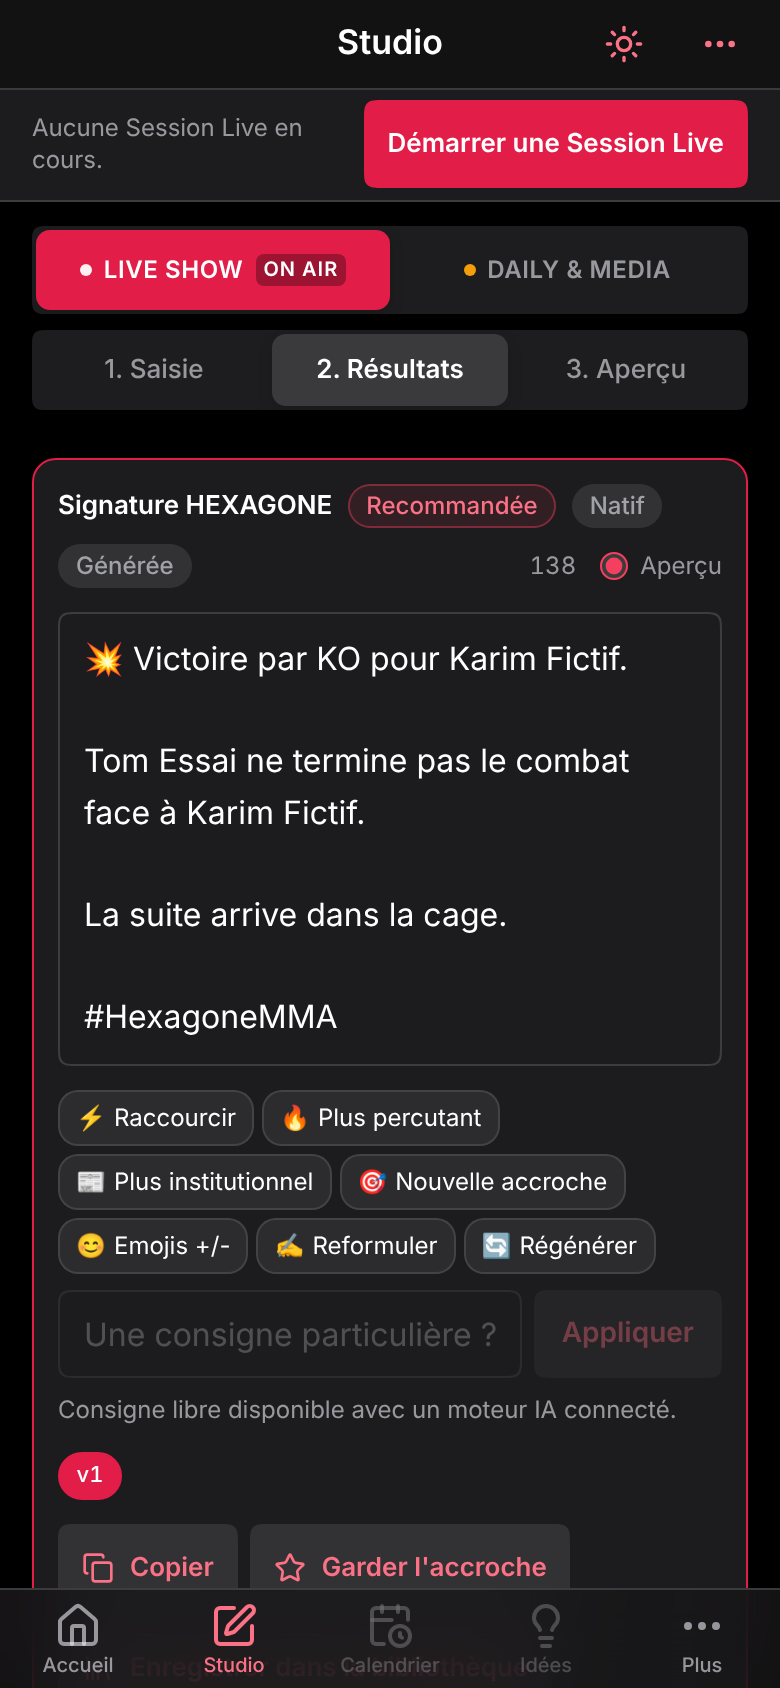 Studio
Aucune Session Live en
cours.
Démarrer une Session Live
LIVE SHOW ON AIR
DAILY & MEDIA
1. Saisie
2. Résultats
3. Aperçu
Signature HEXAGONE Recommandée Natif
Générée 138 Aperçu
💥 Victoire par KO pour Karim Fictif.
Tom Essai ne termine pas le combat
face à Karim Fictif.
La suite arrive dans la cage.
#HexagoneMMA
⚡ Raccourcir 🔥 Plus percutant
📰 Plus institutionnel 🎯 Nouvelle accroche
😊 Emojis +/- ✍️ Reformuler 🔄 Régénérer
Une consigne particulière ? Appliquer
Consigne libre disponible avec un moteur IA connecté.
v1
Copier Garder l'accroche
Enregistrer dans la bibliothèque
Accueil Studio Calendrier Idées Plus